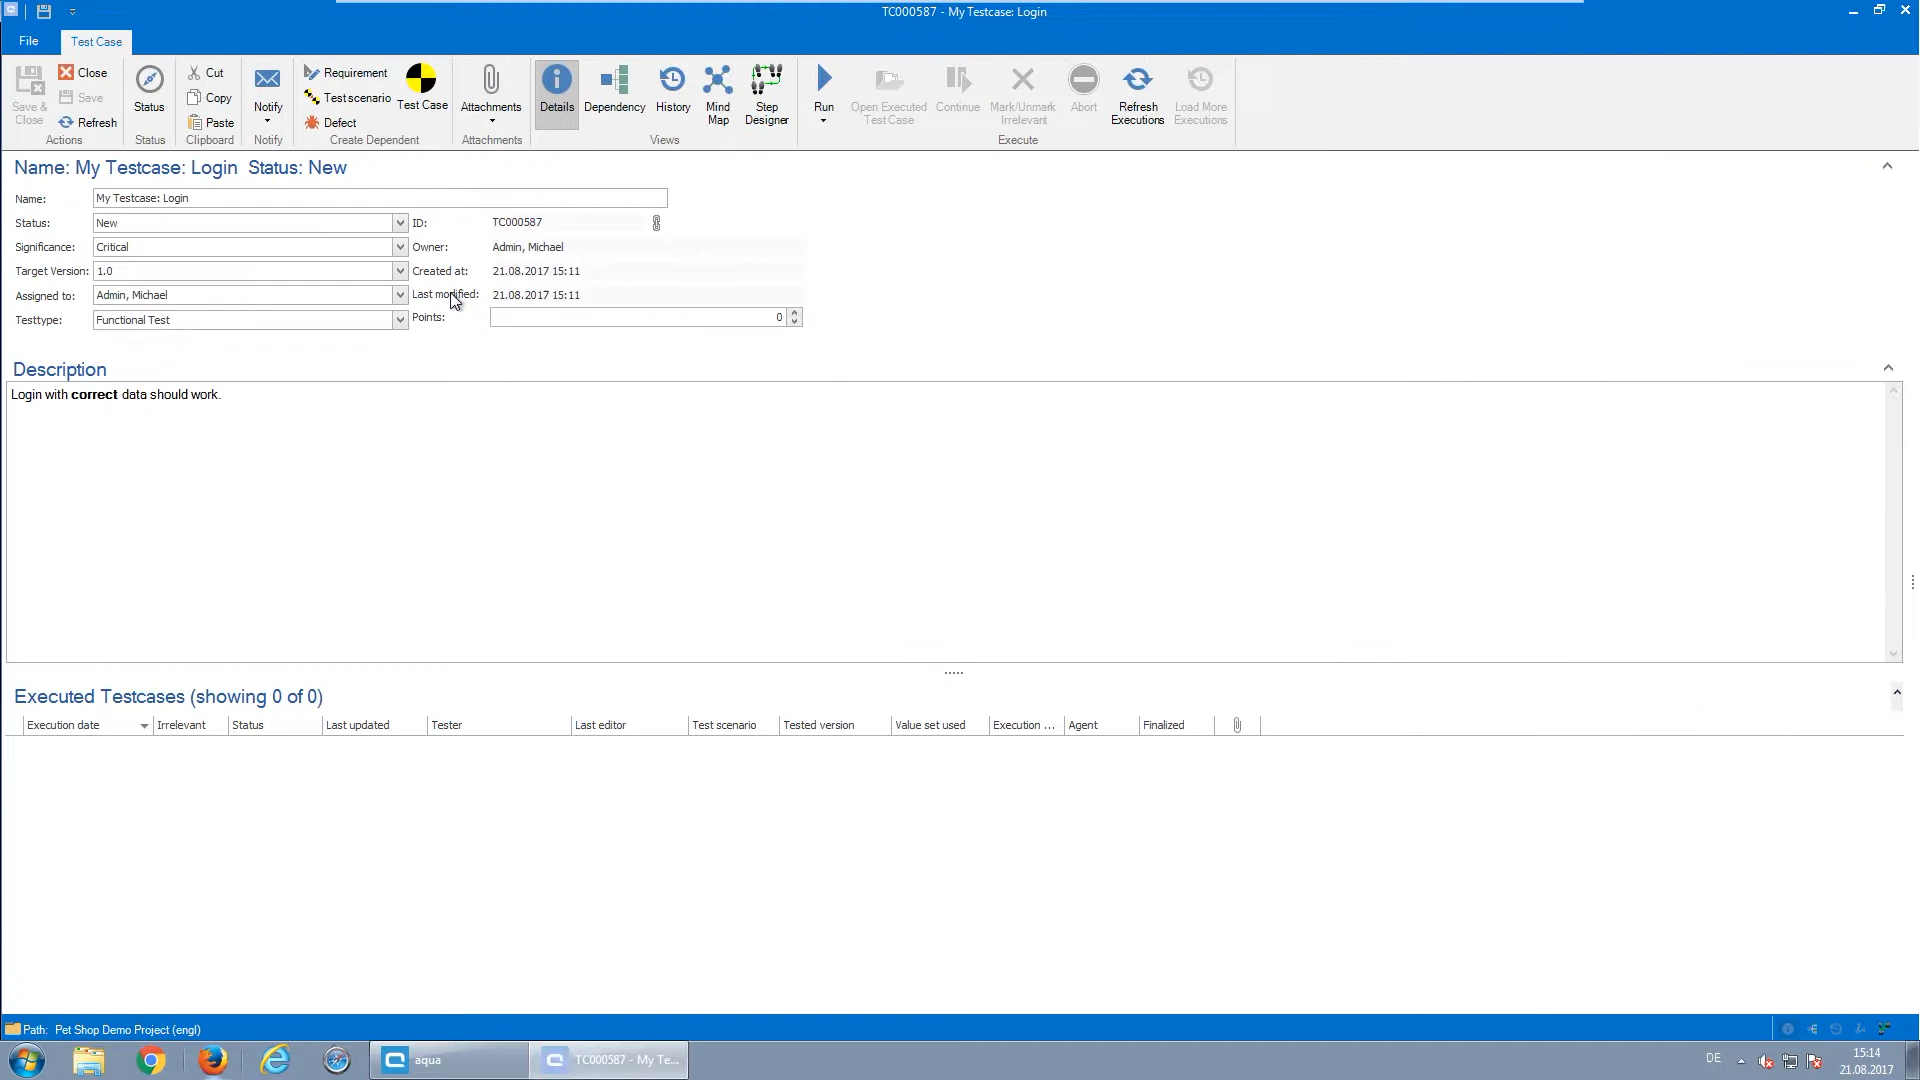 TC000587 - My Testcase: Login
File
Test Case
Save & Close
Close
Save
Refresh
Actions
Status
Status
Cut
Copy
Paste
Clipboard
Notify
Notify
Requirement
Testscenario
Defect
Test Case
Create Dependent
Attachments
Attachments
Details
Dependency
History
Mind Map
Step Designer
Views
Run
Open Executed Test Case
Continue
Mark/Unmark Irrelevant
Abort
Refresh Executions
Load More Executions
Execute
Name: My Testcase: Login Status: New
Name: My Testcase: Login
Status: New ID: TC000587
Significance: Critical Owner: Admin, Michael
Target Version: 1.0 Created at: 21.08.2017 15:11
Assigned to: Admin, Michael Last modified: 21.08.2017 15:11
Testtype: Functional Test Points: 0
Description
Login with correct data should work.
Executed Testcases (showing 0 of 0)
Execution date Irrelevant Status Last updated Tester Last editor Test scenario Tested version Value set used Execution ... Agent Finalized
Path: Pet Shop Demo Project (engl)
aqua
TC000587 - My Te...
DE
15:14
21.08.2017